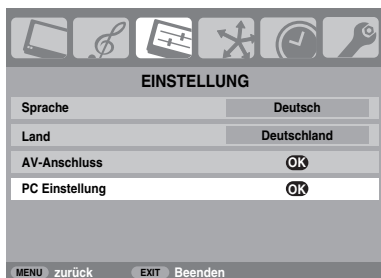 EINSTELLUNG
Sprache Deutsch
Land Deutschland
AV-Anschluss OK
PC Einstellung OK
MENU zurück EXIT Beenden